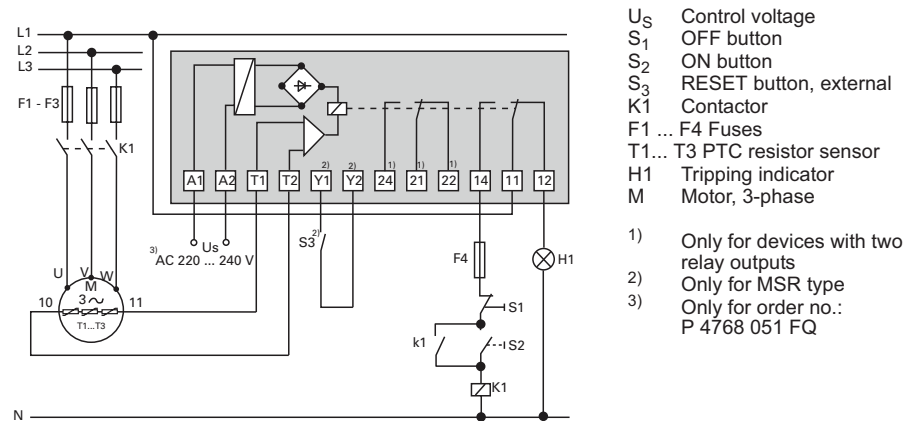 L1
L2
L3
F1 - F3
K1
A1 A2 T1 T2 Y1 2) Y2 2) 24 1) 21 1) 22 1) 14 11 12
3) Us
AC 220 ... 240 V
S3 2)
F4
H1
U V W
M
3~
10 11
T1...T3
S1
k1
S2
K1
N
US Control voltage
S1 OFF button
S2 ON button
S3 RESET button, external
K1 Contactor
F1 ... F4 Fuses
T1... T3 PTC resistor sensor
H1 Tripping indicator
M Motor, 3-phase
1) Only for devices with two
relay outputs
2) Only for MSR type
3) Only for order no.:
P 4768 051 FQ